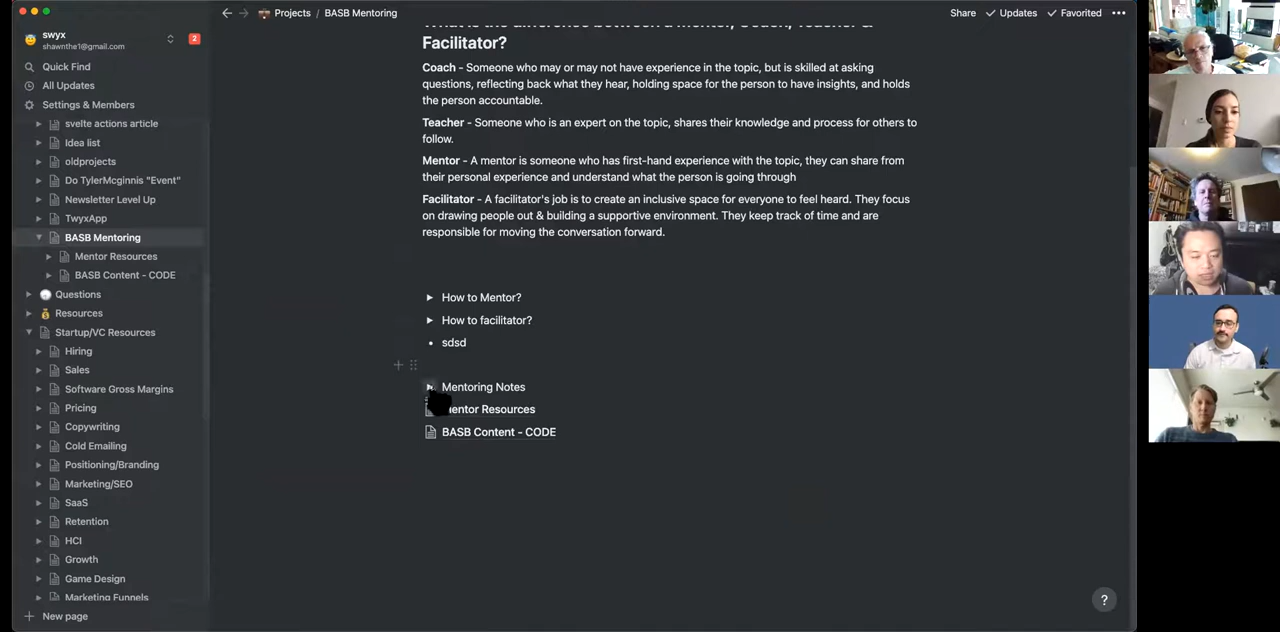 Projects / BASB Mentoring
Share Updates Favorited •••
swyx
shawnthe1@gmail.com
2
Quick Find
All Updates
Settings & Members
svelte actions article
Idea list
oldprojects
Do TylerMcginnis "Event"
Newsletter Level Up
TwyxApp
BASB Mentoring
Mentor Resources
BASB Content - CODE
Questions
Resources
Startup/VC Resources
Hiring
Sales
Software Gross Margins
Pricing
Copywriting
Cold Emailing
Positioning/Branding
Marketing/SEO
SaaS
Retention
HCI
Growth
Game Design
Marketing Funnels
New page
Facilitator?
Coach - Someone who may or may not have experience in the topic, but is skilled at asking
questions, reflecting back what they hear, holding space for the person to have insights, and holds
the person accountable.
Teacher - Someone who is an expert on the topic, shares their knowledge and process for others to
follow.
Mentor - A mentor is someone who has first-hand experience with the topic, they can share from
their personal experience and understand what the person is going through
Facilitator - A facilitator's job is to create an inclusive space for everyone to feel heard. They focus
on drawing people out & building a supportive environment. They keep track of time and are
responsible for moving the conversation forward.
How to Mentor?
How to facilitator?
• sdsd
Mentoring Notes
Mentor Resources
BASB Content - CODE
?